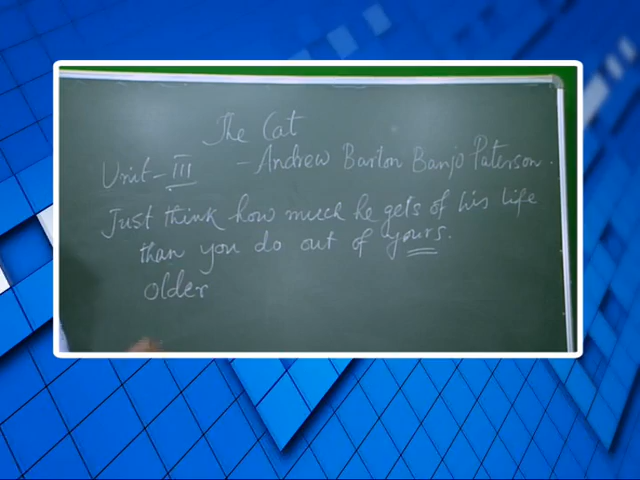 The Cat
Unit - III - Andrew Barton Banjo Paterson.
Just think how much he gets of his life
than you do out of yours.
older